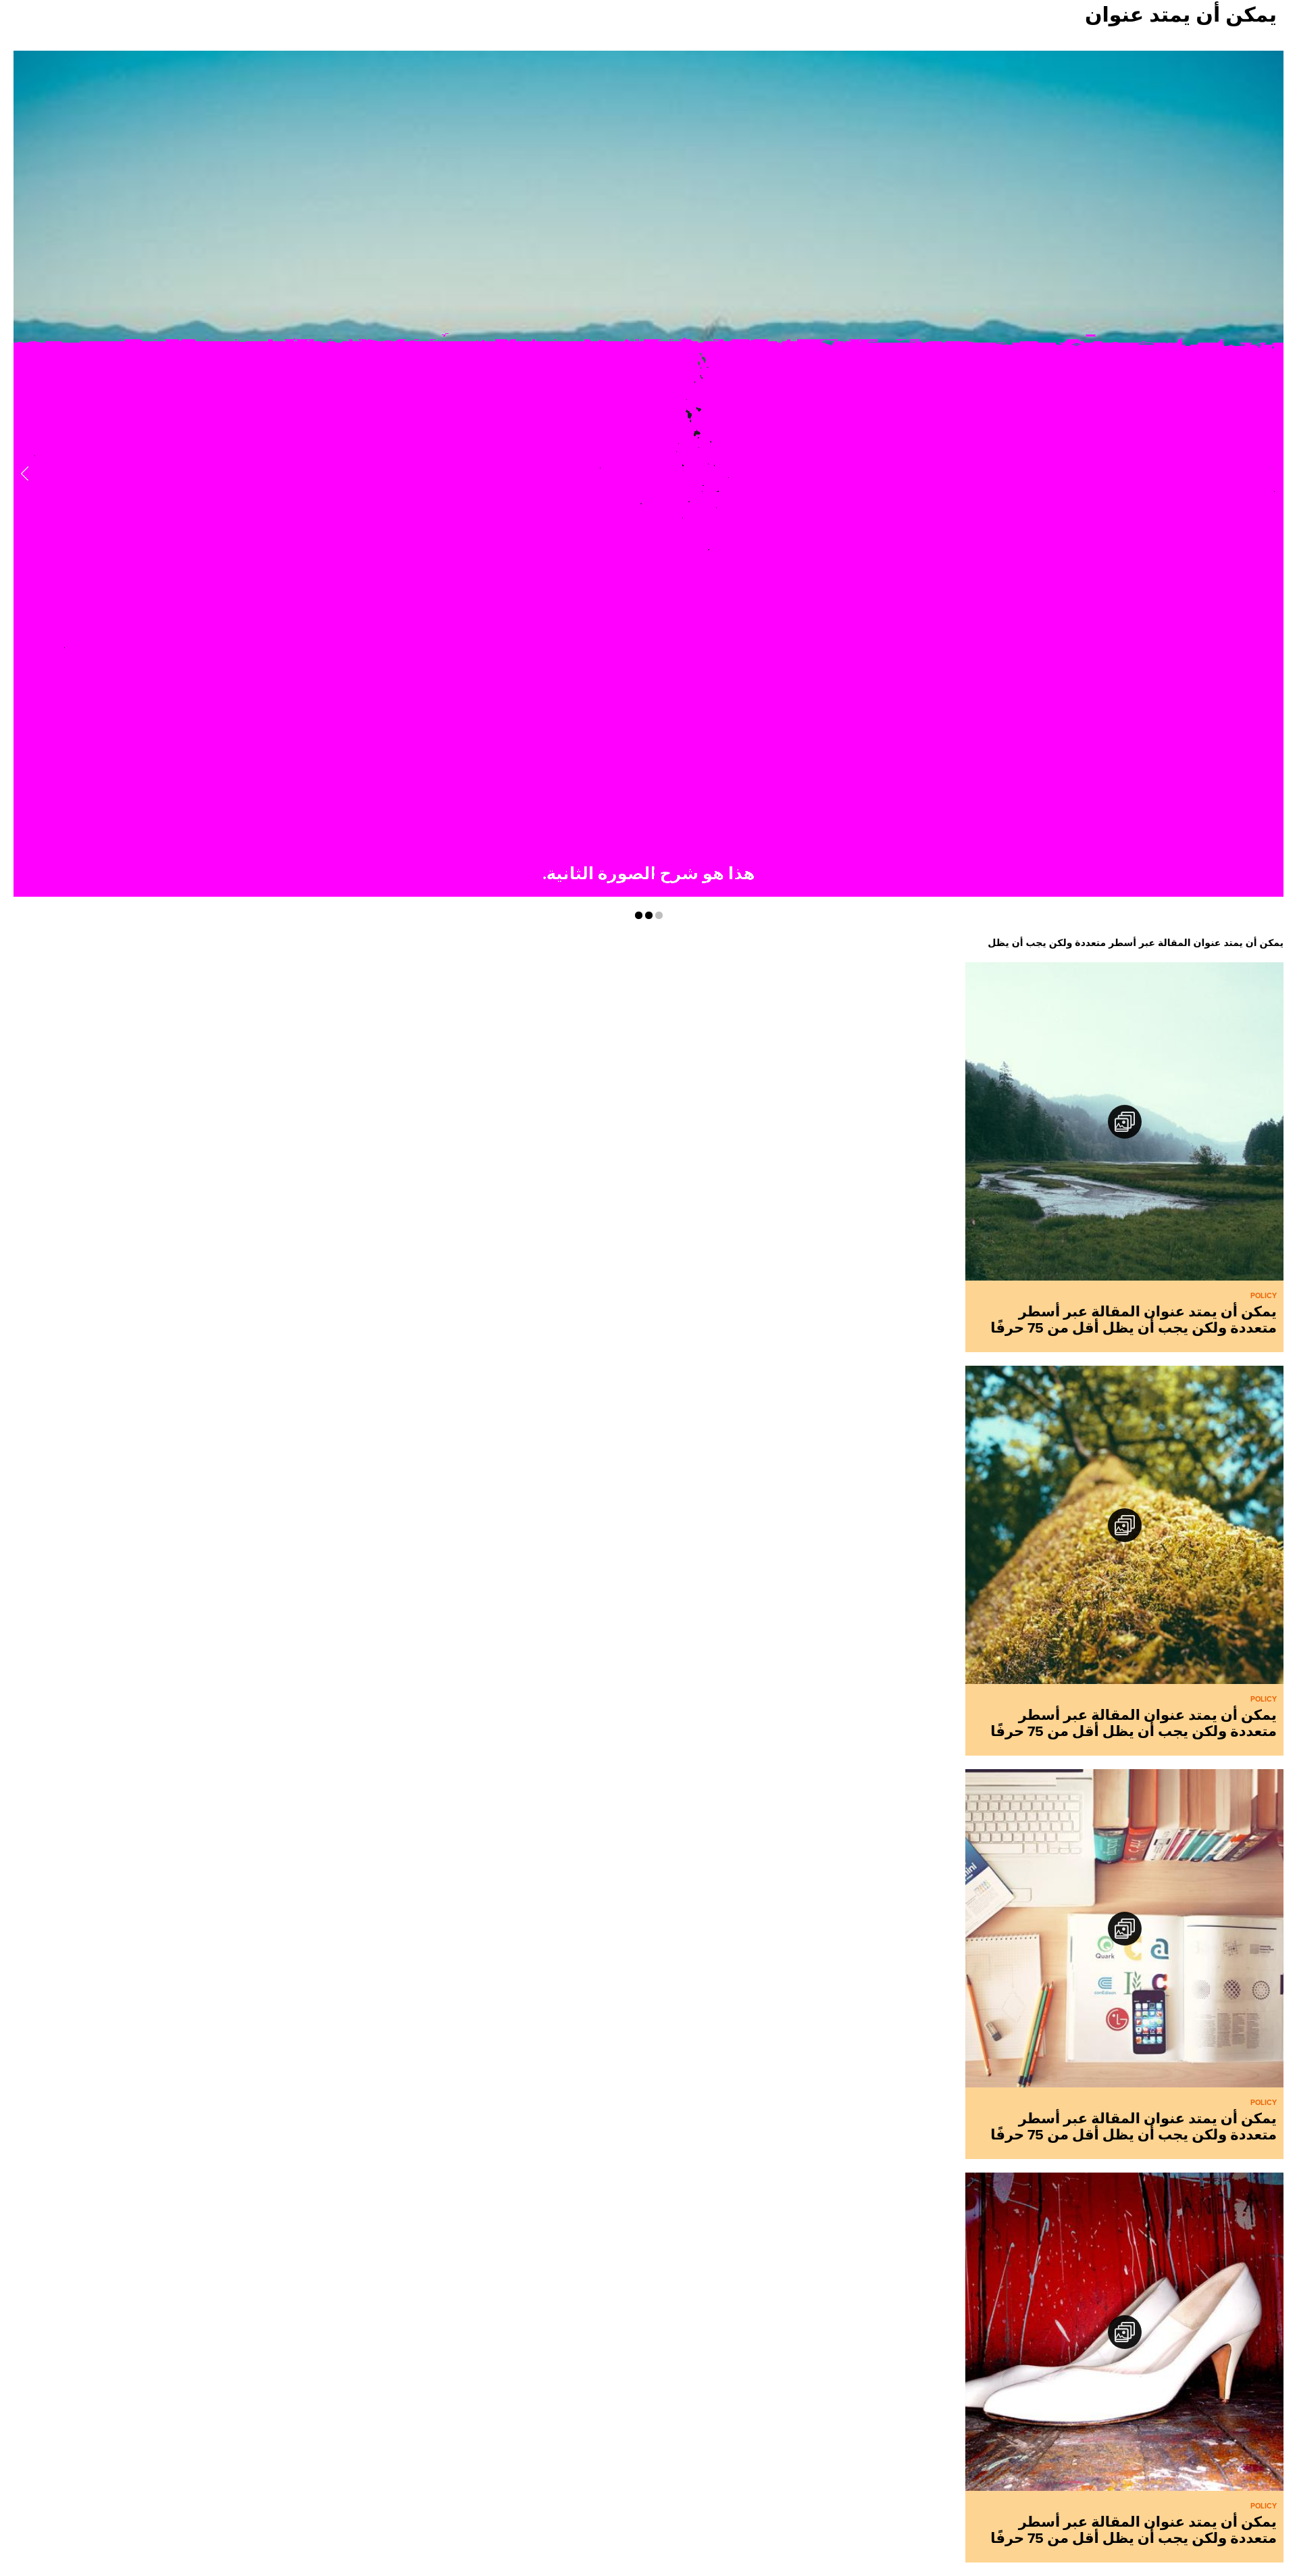 يمكن أن يمتد عنوان
هذا هو شرح الصورة الثانية.
يمكن أن يمتد عنوان المقالة عبر أسطر متعددة ولكن يجب أن يظل
POLICY
يمكن أن يمتد عنوان المقالة عبر أسطر
متعددة ولكن يجب أن يظل أقل من 75 حرفًا
POLICY
يمكن أن يمتد عنوان المقالة عبر أسطر
متعددة ولكن يجب أن يظل أقل من 75 حرفًا
Quark
POLICY
يمكن أن يمتد عنوان المقالة عبر أسطر
متعددة ولكن يجب أن يظل أقل من 75 حرفًا
POLICY
يمكن أن يمتد عنوان المقالة عبر أسطر
متعددة ولكن يجب أن يظل أقل من 75 حرفًا